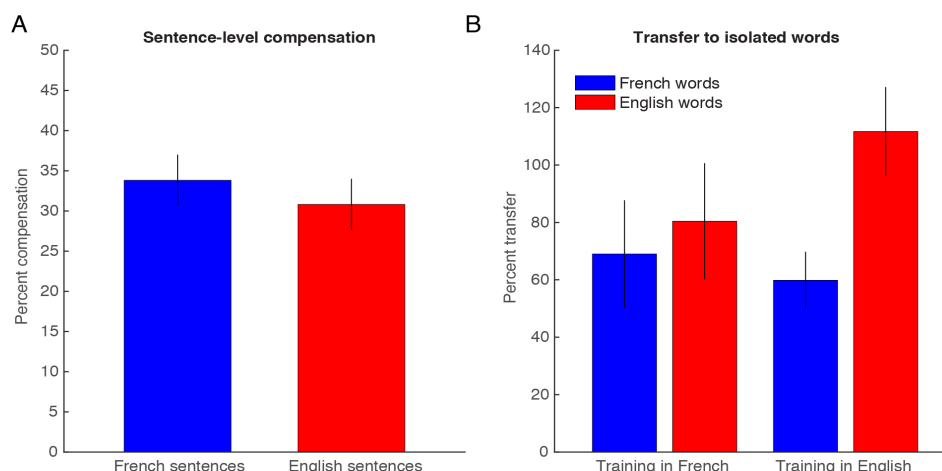 A
Sentence-level compensation
50
45
40
35
30
25
20
15
10
5
0
Percent compensation
French sentences
English sentences
B
Transfer to isolated words
140
120
100
80
60
40
20
0
Percent transfer
French words
English words
Training in French
Training in English